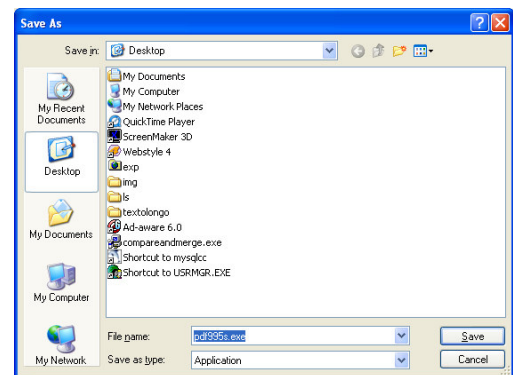 Save As
Save in:
Desktop
My Recent
Documents
Desktop
My Documents
My Computer
My Network
My Documents
My Computer
My Network Places
QuickTime Player
ScreenMaker 3D
Webstyle 4
exp
img
ls
textolongo
Ad-aware 6.0
compareandmerge.exe
Shortcut to mysqlcc
Shortcut to USRMGR.EXE
File name:
pdf995s.exe
Save
Save as type:
Application
Cancel